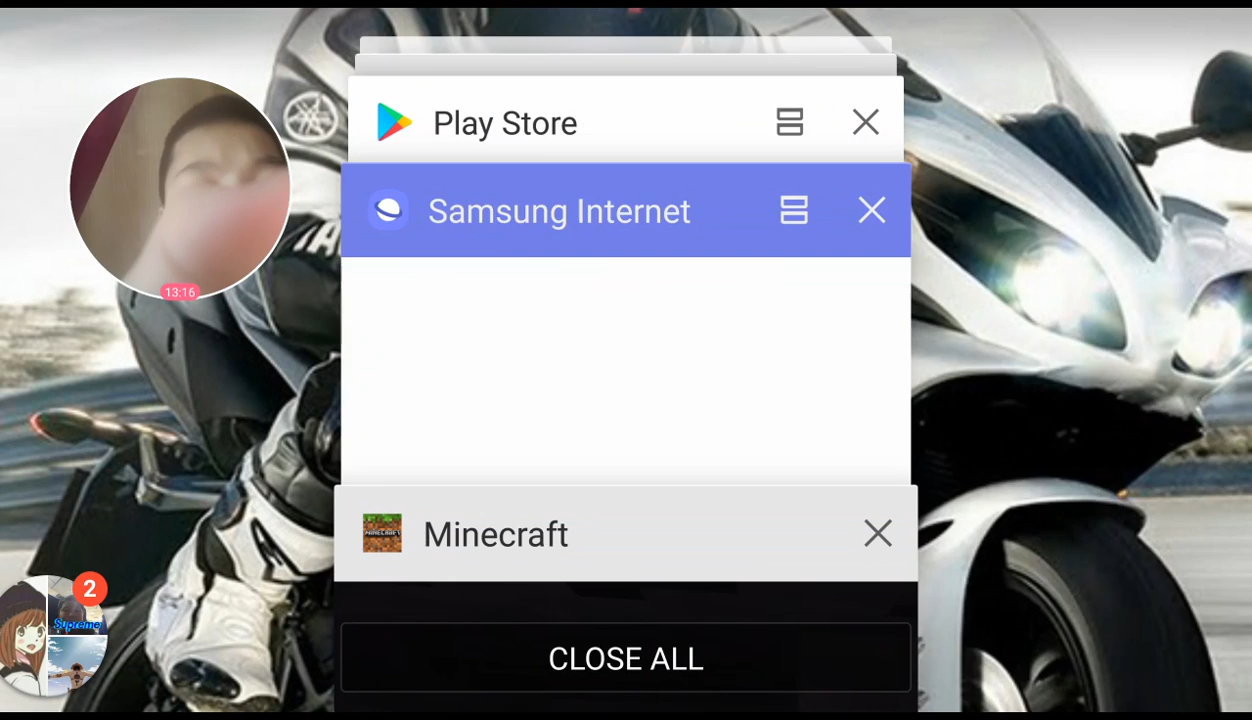 Play Store
Samsung Internet
13:16
Minecraft
2
Supreme
CLOSE ALL